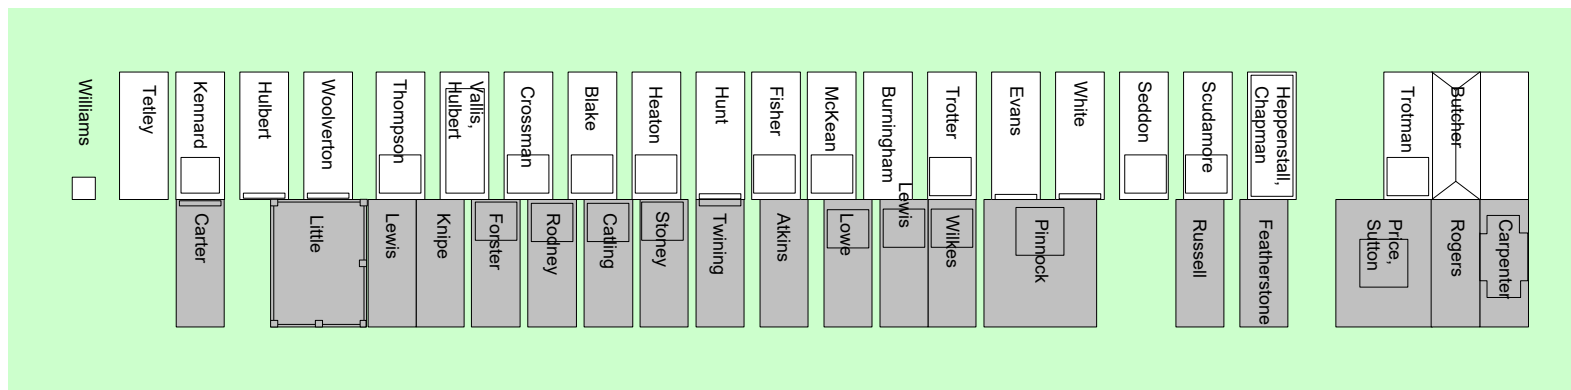 Williams
Tetley
Kennard
Hulbert
Woolverton
Thompson
Vallis,
Hulbert
Crossman
Blake
Heaton
Hunt
Fisher
McKean
Burningham
Trotter
Evans
White
Seddon
Scudamore
Heppenstall,
Chapman
Trotman
Butcher
Carter
Little
Lewis
Knipe
Forster
Rodney
Catling
Stoney
Twining
Atkins
Lowe
Lewis
Wilkes
Pinnock
Russell
Featherstone
Price,
Sutton
Rogers
Carpenter